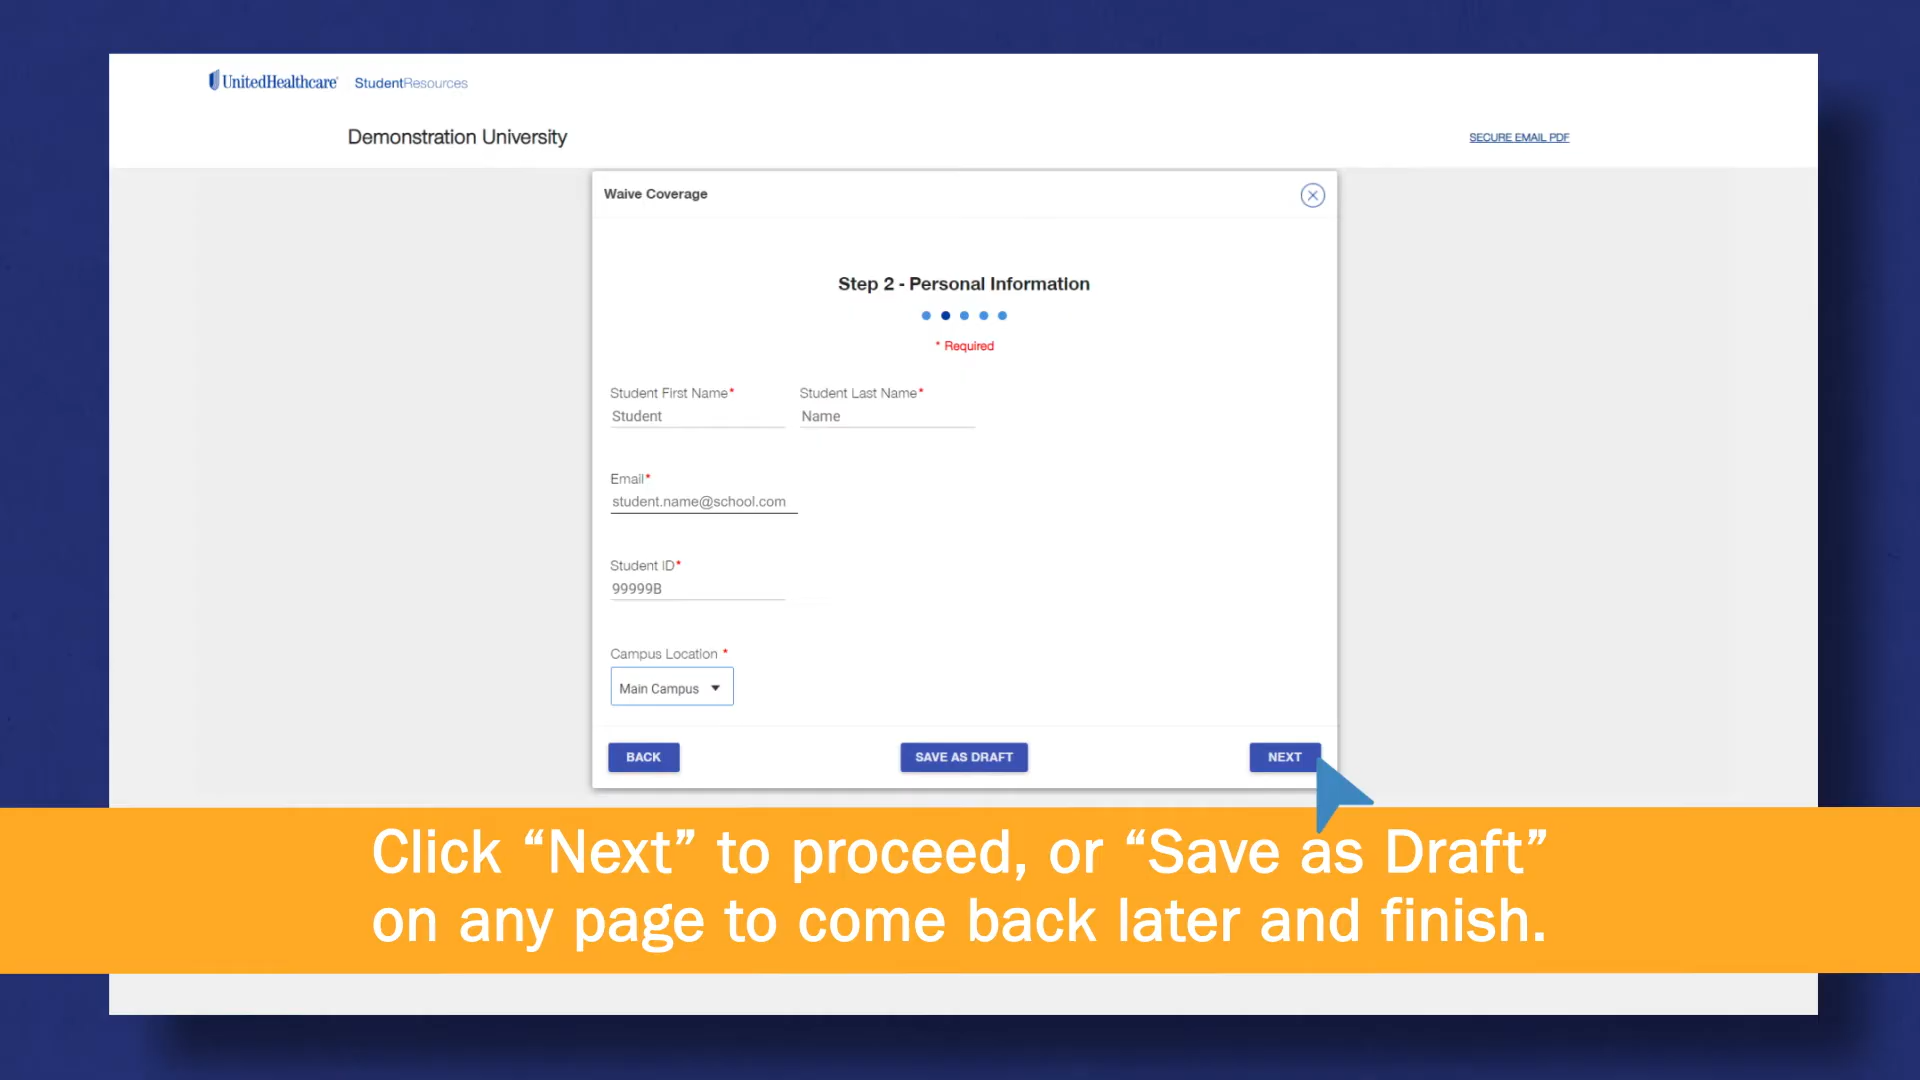 UnitedHealthcare StudentResources
Demonstration University
SECURE EMAIL PDF
Waive Coverage
Step 2 - Personal Information
* Required
Student First Name* Student Last Name*
Student Name
Email*
student.name@school.com
Student ID*
99999B
Campus Location *
Main Campus
BACK SAVE AS DRAFT NEXT
Click “Next” to proceed, or “Save as Draft”
on any page to come back later and finish.